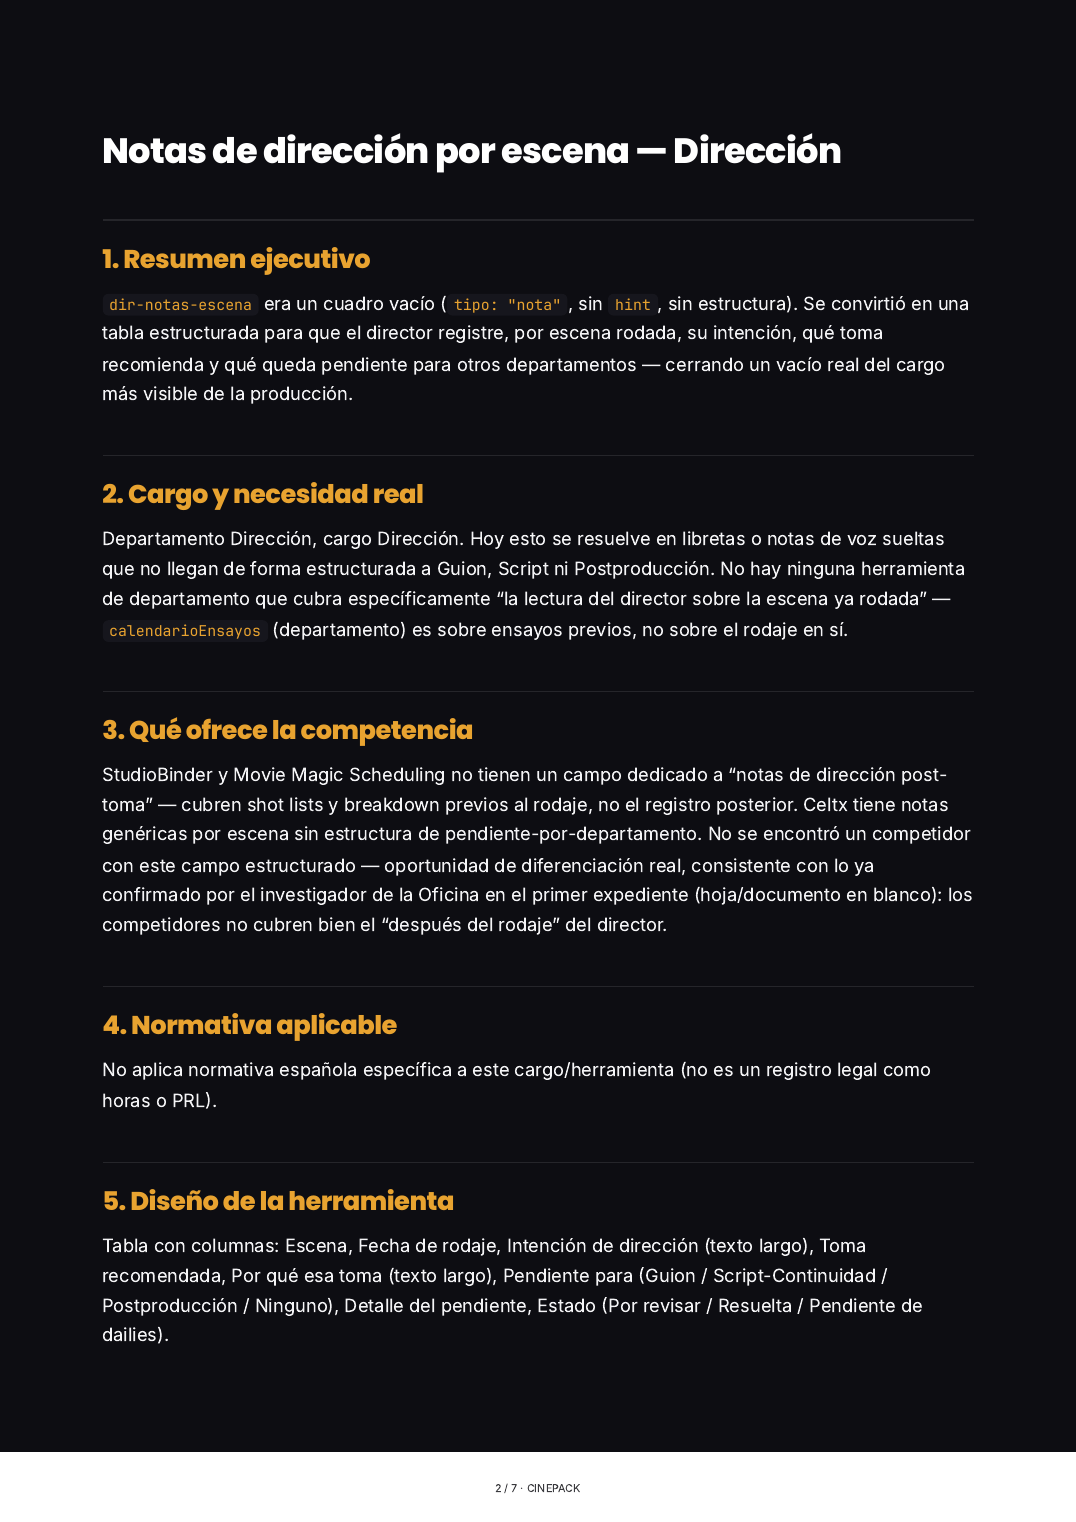 Notas de dirección por escena — Dirección
1. Resumen ejecutivo
dir-notas-escena era un cuadro vacío ( tipo: "nota" , sin hint , sin estructura). Se convirtió en una
tabla estructurada para que el director registre, por escena rodada, su intención, qué toma
recomienda y qué queda pendiente para otros departamentos — cerrando un vacío real del cargo
más visible de la producción.
2. Cargo y necesidad real
Departamento Dirección, cargo Dirección. Hoy esto se resuelve en libretas o notas de voz sueltas
que no llegan de forma estructurada a Guion, Script ni Postproducción. No hay ninguna herramienta
de departamento que cubra específicamente “la lectura del director sobre la escena ya rodada” —
calendarioEnsayos (departamento) es sobre ensayos previos, no sobre el rodaje en sí.
3. Qué ofrece la competencia
StudioBinder y Movie Magic Scheduling no tienen un campo dedicado a “notas de dirección post-
toma” — cubren shot lists y breakdown previos al rodaje, no el registro posterior. Celtx tiene notas
genéricas por escena sin estructura de pendiente-por-departamento. No se encontró un competidor
con este campo estructurado — oportunidad de diferenciación real, consistente con lo ya
confirmado por el investigador de la Oficina en el primer expediente (hoja/documento en blanco): los
competidores no cubren bien el “después del rodaje” del director.
4. Normativa aplicable
No aplica normativa española específica a este cargo/herramienta (no es un registro legal como
horas o PRL).
5. Diseño de la herramienta
Tabla con columnas: Escena, Fecha de rodaje, Intención de dirección (texto largo), Toma
recomendada, Por qué esa toma (texto largo), Pendiente para (Guion / Script-Continuidad /
Postproducción / Ninguno), Detalle del pendiente, Estado (Por revisar / Resuelta / Pendiente de
dailies).
2 / 7 · CINEPACK